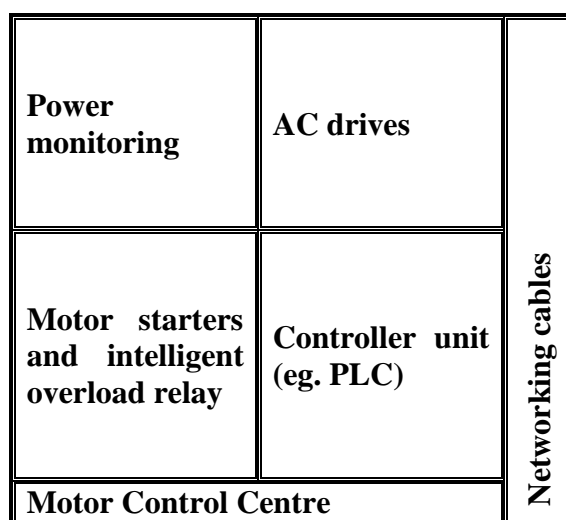 Power
monitoring
AC drives
Motor starters
and intelligent
overload relay
Controller unit
(eg. PLC)
Networking cables
Motor Control Centre